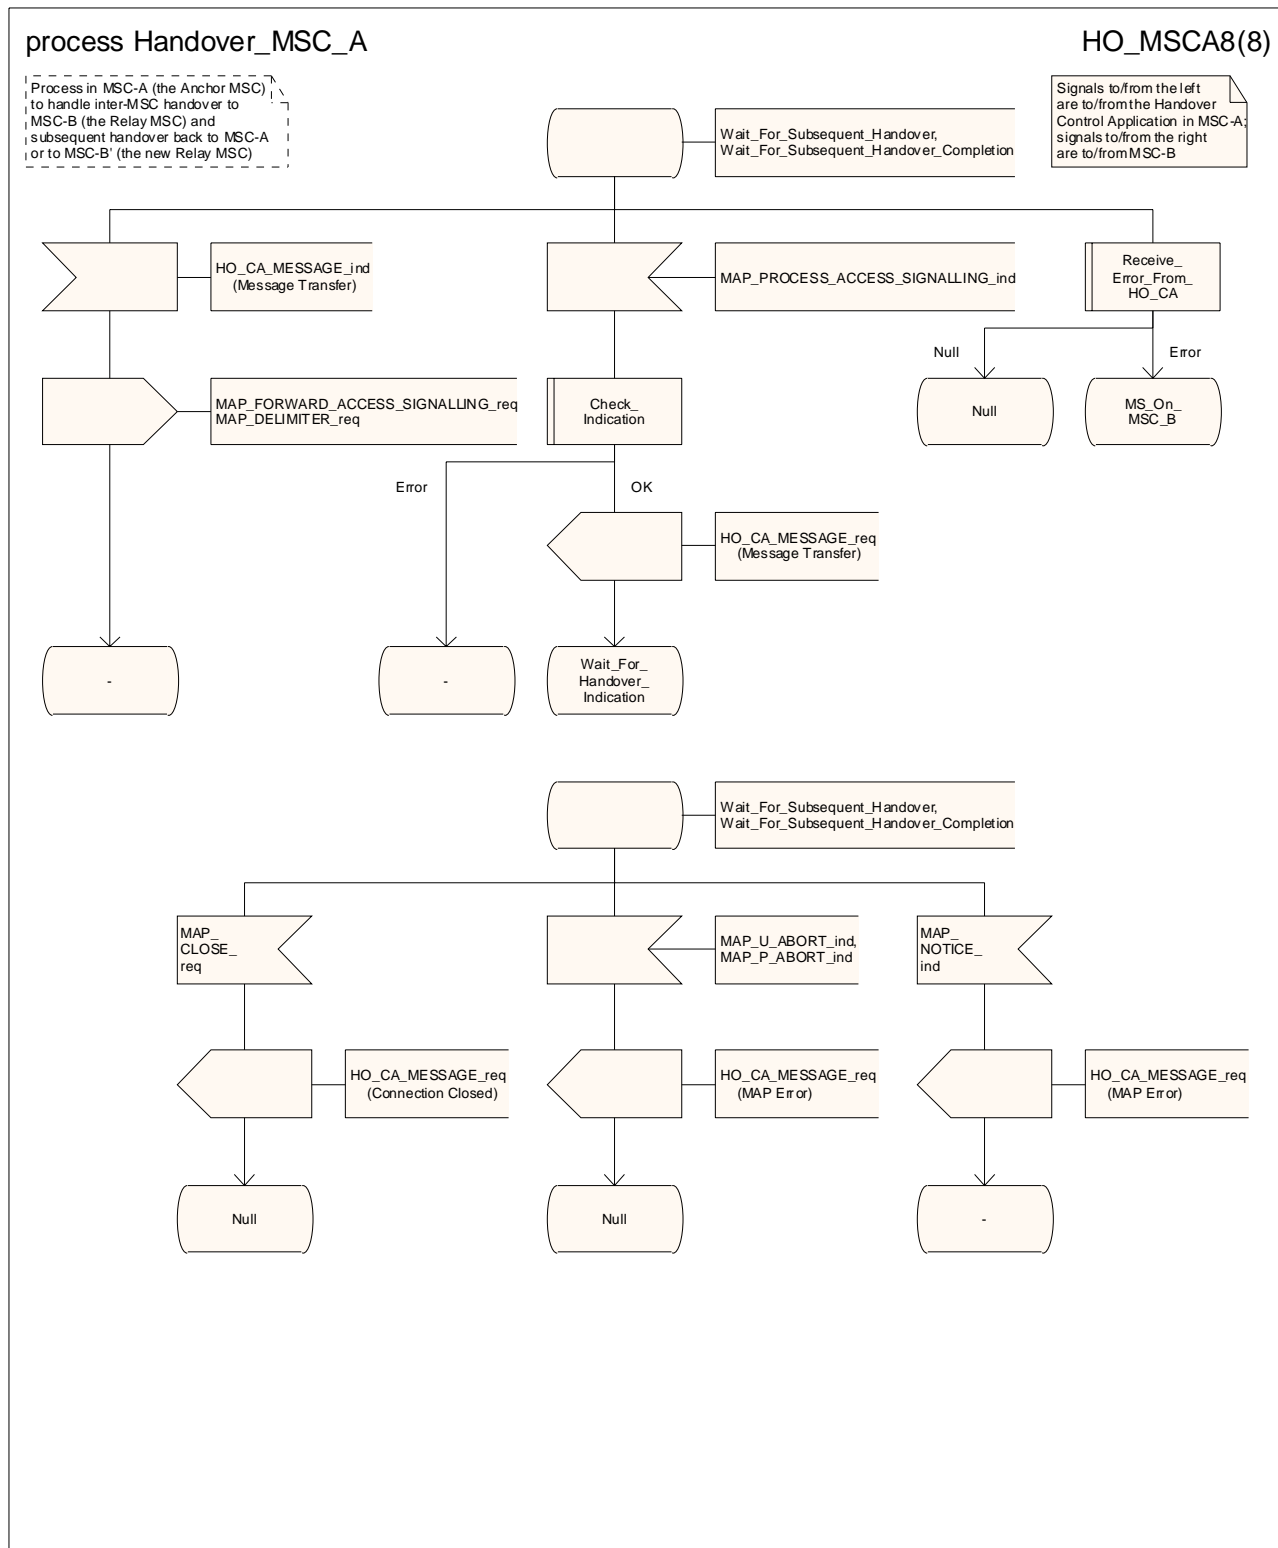 process Handover_MSC_A
HO_MSCA8(8)
Process in MSC-A (the Anchor MSC)
to handle inter-MSC handover to
MSC-B (the Relay MSC) and
subsequent handover back to MSC-A
or to MSC-B' (the new Relay MSC)
Signals to/from the left
are to/from the Handover
Control Application in MSC-A;
signals to/from the right
are to/from MSC-B
Wait_For_Subsequent_Handover,
Wait_For_Subsequent_Handover_Completion
HO_CA_MESSAGE_ind
(Message Transfer)
MAP_PROCESS_ACCESS_SIGNALLING_ind
Receive_
Error_From_
HO_CA
Null
Error
MAP_FORWARD_ACCESS_SIGNALLING_req
MAP_DELIMITER_req
Check_
Indication
Null
MS_On_
MSC_B
Error
OK
HO_CA_MESSAGE_req
(Message Transfer)
-
-
Wait_For_
Handover_
Indication
Wait_For_Subsequent_Handover,
Wait_For_Subsequent_Handover_Completion
MAP_
CLOSE_
req
MAP_U_ABORT_ind,
MAP_P_ABORT_ind
MAP_
NOTICE_
ind
HO_CA_MESSAGE_req
(Connection Closed)
HO_CA_MESSAGE_req
(MAP Error)
HO_CA_MESSAGE_req
(MAP Error)
Null
Null
-